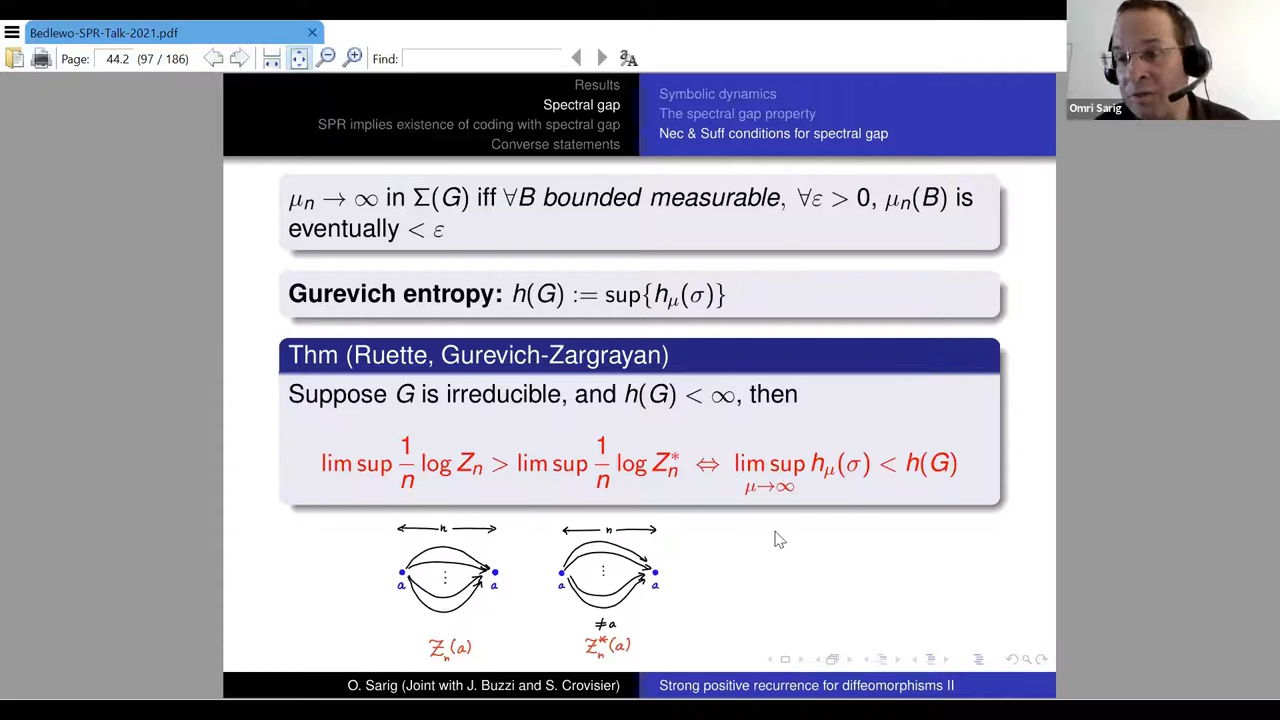 Bedlewo-SPR-Talk-2021.pdf
Page: 44.2 (97 / 186) Find:
Results
Spectral gap
SPR implies existence of coding with spectral gap
Converse statements
Symbolic dynamics
The spectral gap property
Nec & Suff conditions for spectral gap
Omri Sarig
μn → ∞ in Σ(G) iff ∀B bounded measurable, ∀ε > 0, μn(B) is
eventually < ε
Gurevich entropy: h(G) := sup{hμ(σ)}
Thm (Ruette, Gurevich-Zargrayan)
Suppose G is irreducible, and h(G) < ∞, then
lim sup 1/n log Zn > lim sup 1/n log Zn* ⇔ lim sup μ→∞ hμ(σ) < h(G)
n n
a a a a
≠a
Zn(a) Zn*(a)
O. Sarig (Joint with J. Buzzi and S. Crovisier) Strong positive recurrence for diffeomorphisms II